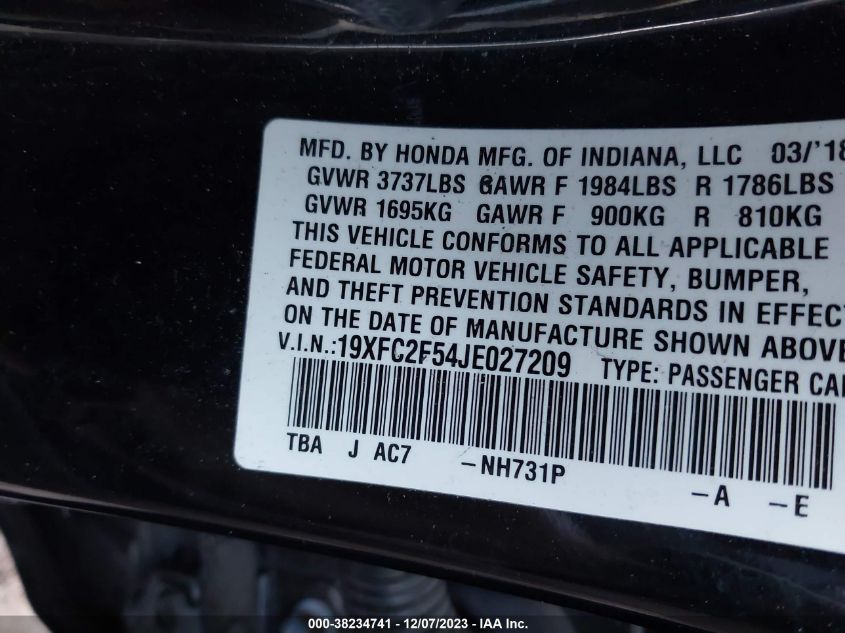 MFD. BY HONDA MFG. OF INDIANA, LLC 03/'18
GVWR 3737LBS GAWR F 1984LBS R 1786LBS
GVWR 1695KG GAWR F 900KG R 810KG
THIS VEHICLE CONFORMS TO ALL APPLICABLE
FEDERAL MOTOR VEHICLE SAFETY, BUMPER,
AND THEFT PREVENTION STANDARDS IN EFFECT
ON THE DATE OF MANUFACTURE SHOWN ABOVE
V.I.N.:19XFC2F54JE027209 TYPE: PASSENGER CAR
TBA J AC7 -NH731P -A -E
000-38234741 - 12/07/2023 - IAAI, Inc.